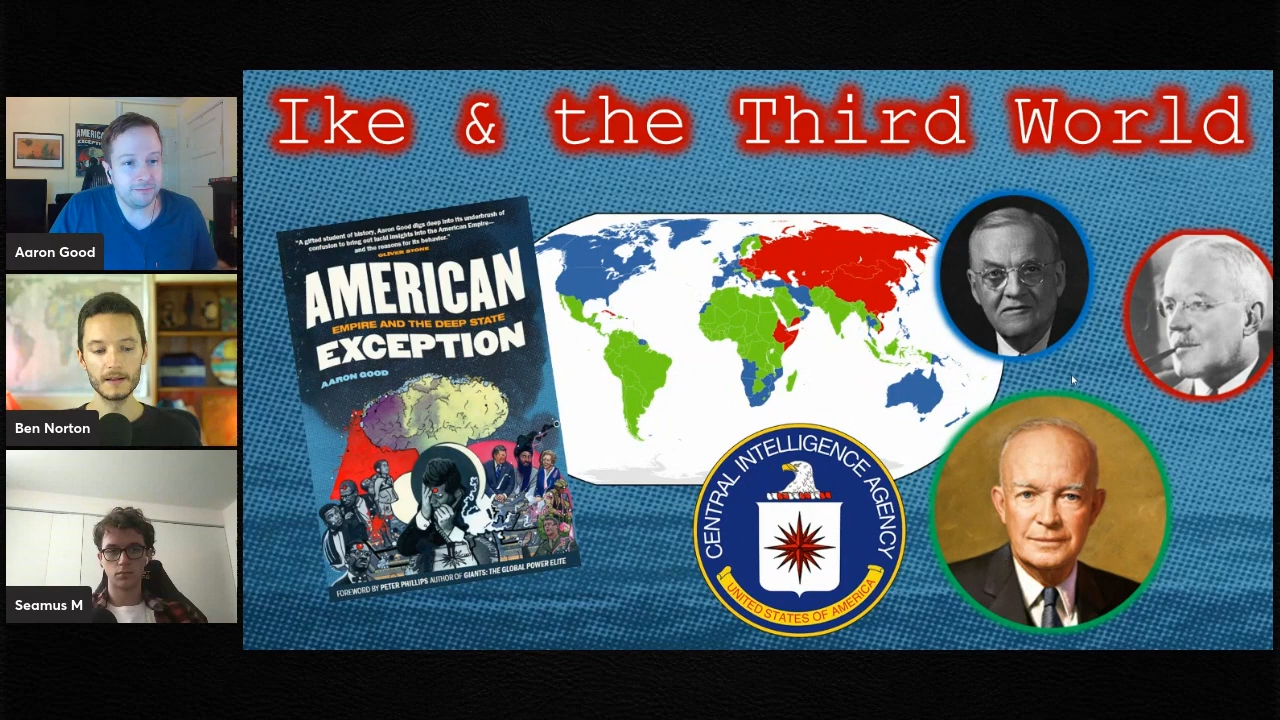 Ike & the Third World
AMERICAN
EXCEPTION
Aaron Good
Ben Norton
Seamus M
"A gifted student of history, Aaron Good digs deep into its underbrush of
confusion to bring out lucid insights into the American Empire—
and the reasons for its behavior."
OLIVER STONE
AMERICAN
EMPIRE AND THE DEEP STATE
EXCEPTION
AARON GOOD
FOREWORD BY PETER PHILLIPS AUTHOR OF GIANTS: THE GLOBAL POWER ELITE
CENTRAL INTELLIGENCE AGENCY
UNITED STATES OF AMERICA